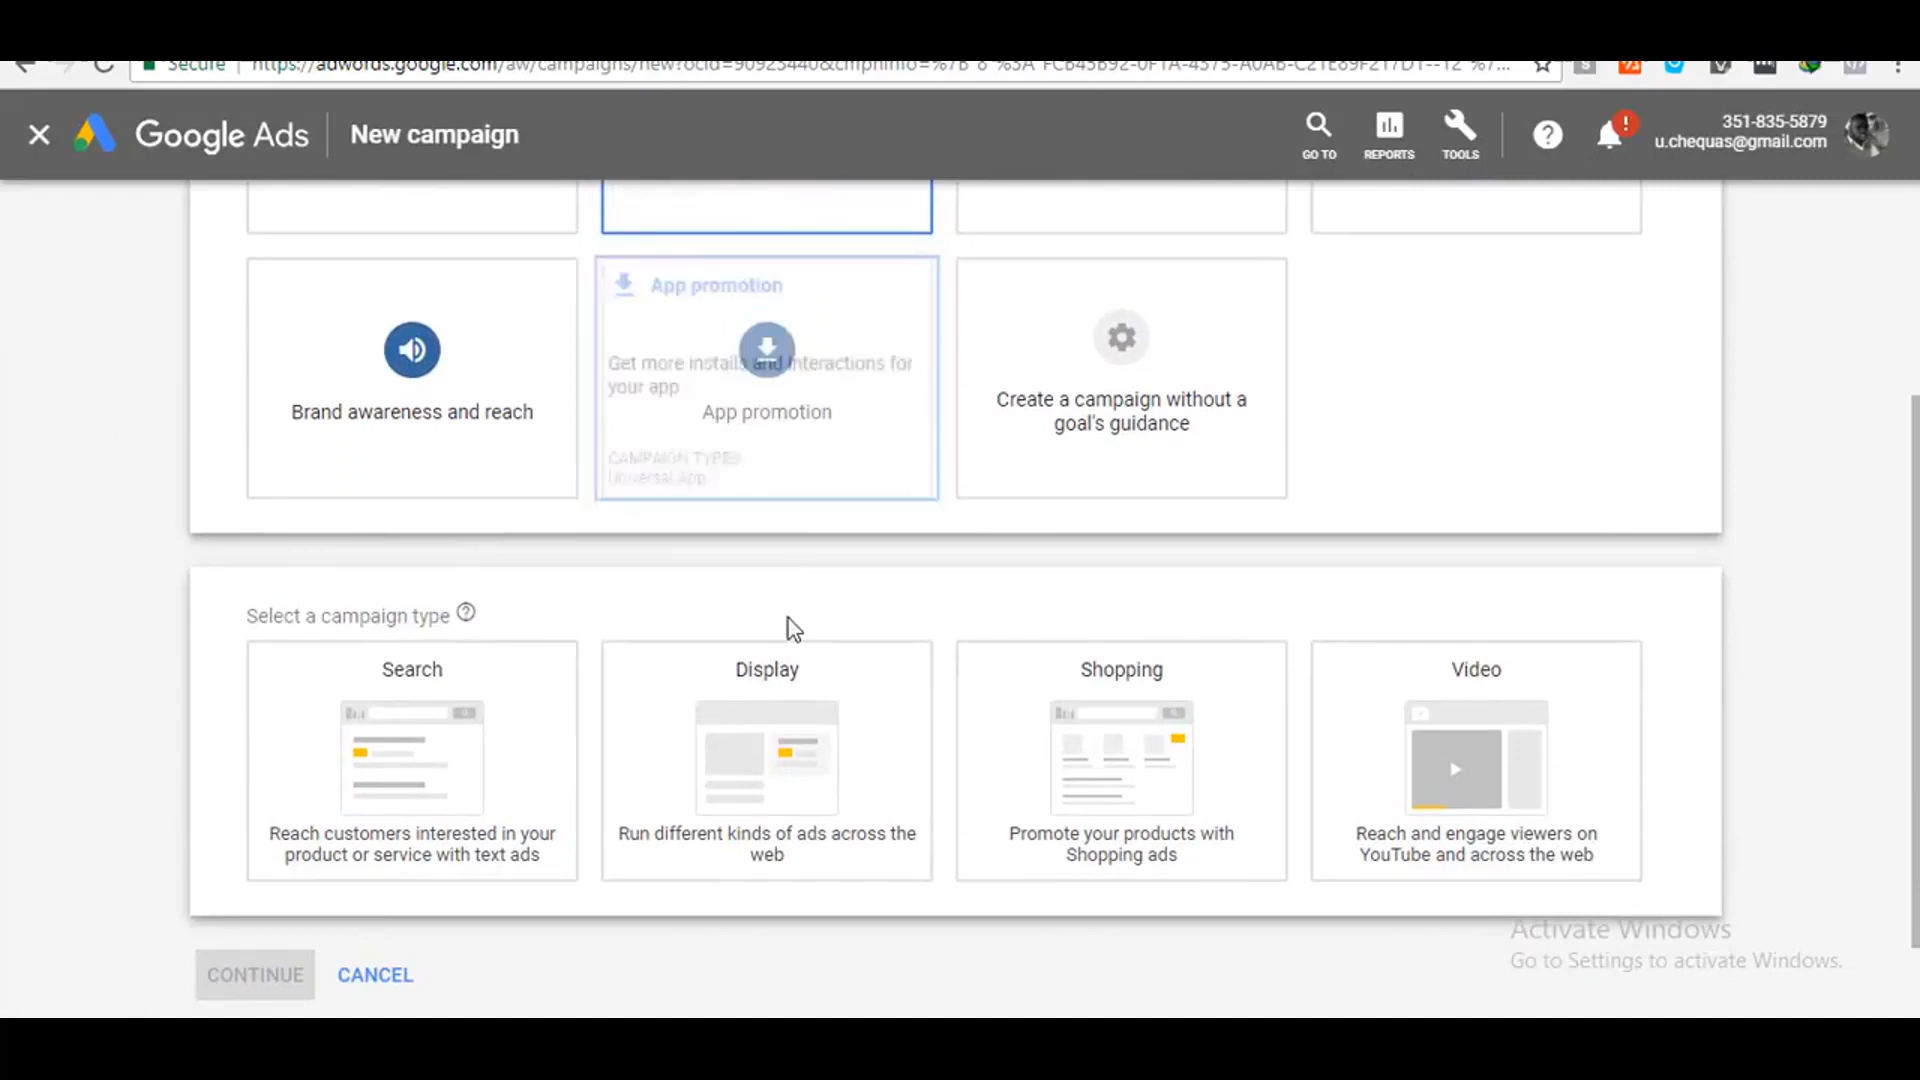 Secure
New campaign
Google Ads
GO TO
REPORTS
TOOLS
351-835-5879
u.chequas@gmail.com
App promotion
Get more installs and interactions for
your app
Brand awareness and reach
App promotion
Create a campaign without a
goal's guidance
CAMPAIGN TYPES
Universal App
Select a campaign type
Search
Display
Shopping
Video
Reach customers interested in your
product or service with text ads
Run different kinds of ads across the
web
Promote your products with
Shopping ads
Reach and engage viewers on
YouTube and across the web
Activate Windows
Go to Settings to activate Windows.
CONTINUE
CANCEL